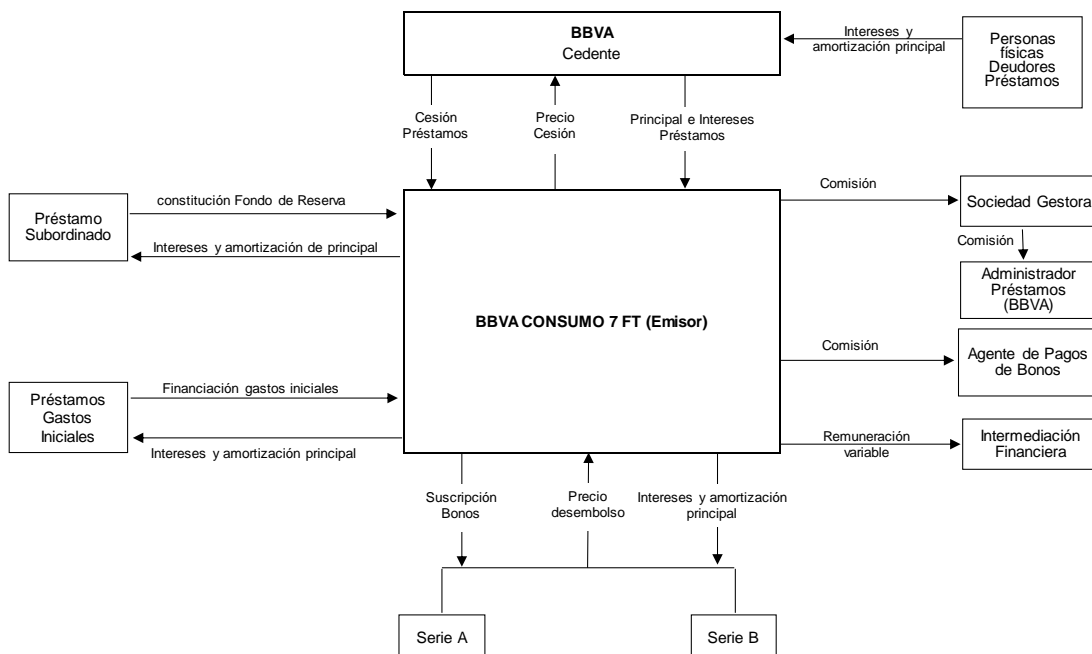 BBVA
Cedente
Intereses y
amortización principal
Personas
físicas
Deudores
Préstamos
Cesión
Préstamos
Precio
Cesión
Principal e Intereses
Préstamos
Préstamo
Subordinado
constitución Fondo de Reserva
Intereses y amortización de principal
Comisión
Sociedad Gestora
Comisión
Administrador
Préstamos
(BBVA)
BBVA CONSUMO 7 FT (Emisor)
Comisión
Agente de Pagos
de Bonos
Préstamos
Gastos
Iniciales
Financiación gastos iniciales
Intereses y amortización principal
Remuneración
variable
Intermediación
Financiera
Suscripción
Bonos
Precio
desembolso
Intereses y amortización
principal
Serie A
Serie B